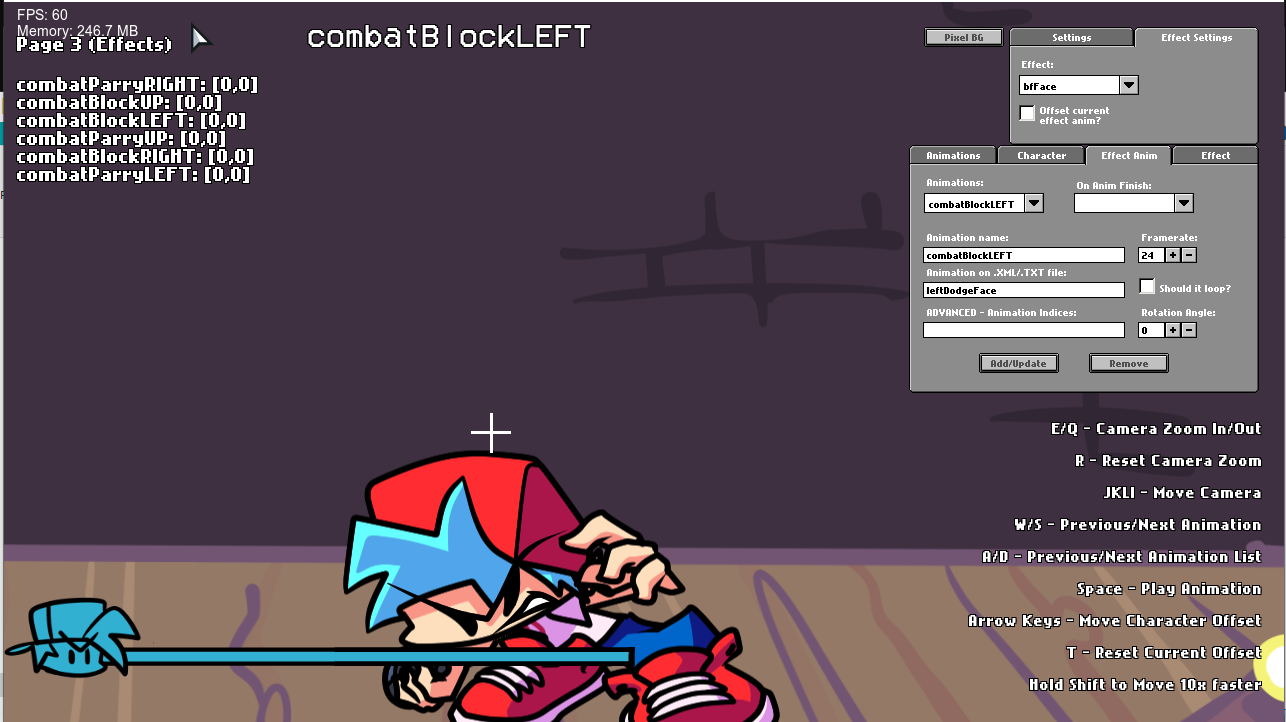 FPS: 60
Memory: 246.7 MB
Page 3 (Effects)
combatBlockLEFT
combatParryRIGHT: [0,0]
combatBlockUP: [0,0]
combatBlockLEFT: [0,0]
combatParryUP: [0,0]
combatBlockRIGHT: [0,0]
combatParryLEFT: [0,0]
Pixel BG
Settings
Effect Settings
Effect:
bfFace
Offset current
effect anim?
Animations
Character
Effect Anim
Effect
Animations:
On Anim Finish:
combatBlockLEFT
Animation name:
Framerate:
combatBlockLEFT
24
+
-
Animation on .XML/.TXT file:
leftDodgeFace
Should it loop?
ADVANCED - Animation Indices:
Rotation Angle:
0
+
-
Add/Update
Remove
E/Q - Camera Zoom In/Out
R - Reset Camera Zoom
JKLI - Move Camera
W/S - Previous/Next Animation
A/D - Previous/Next Animation List
Space - Play Animation
Arrow Keys - Move Character Offset
T - Reset Current Offset
Hold Shift to Move 10x faster